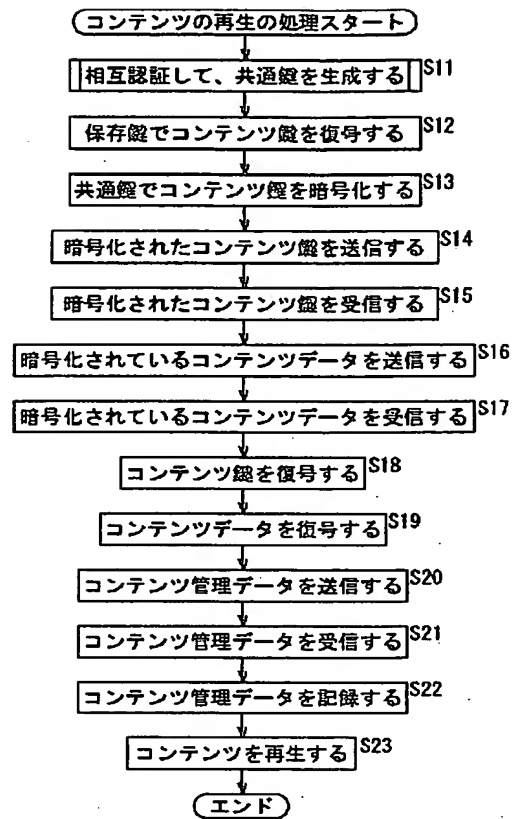 コンテンツの再生の処理スタート
相互認証して、共通鍵を生成する S11
保存鍵でコンテンツ鍵を復号する S12
共通鍵でコンテンツ鍵を暗号化する S13
暗号化されたコンテンツ鍵を送信する S14
暗号化されたコンテンツ鍵を受信する S15
暗号化されているコンテンツデータを送信する S16
暗号化されているコンテンツデータを受信する S17
コンテンツ鍵を復号する S18
コンテンツデータを復号する S19
コンテンツ管理データを送信する S20
コンテンツ管理データを受信する S21
コンテンツ管理データを記録する S22
コンテンツを再生する S23
エンド